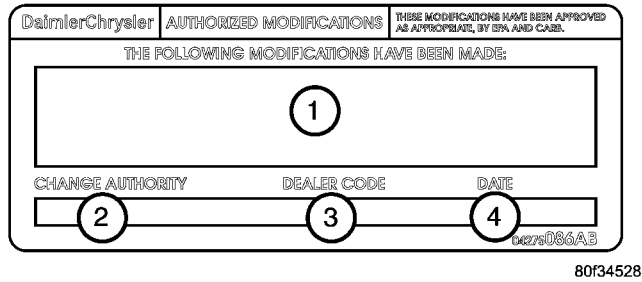 DaimlerChrysler AUTHORIZED MODIFICATIONS THESE MODIFICATIONS HAVE BEEN APPROVED
AS APPROPRIATE, BY EPA AND CARB.
THE FOLLOWING MODIFICATIONS HAVE BEEN MADE:
1
CHANGE AUTHORITY DEALER CODE DATE
2 3 4
04275086AB
80f34528